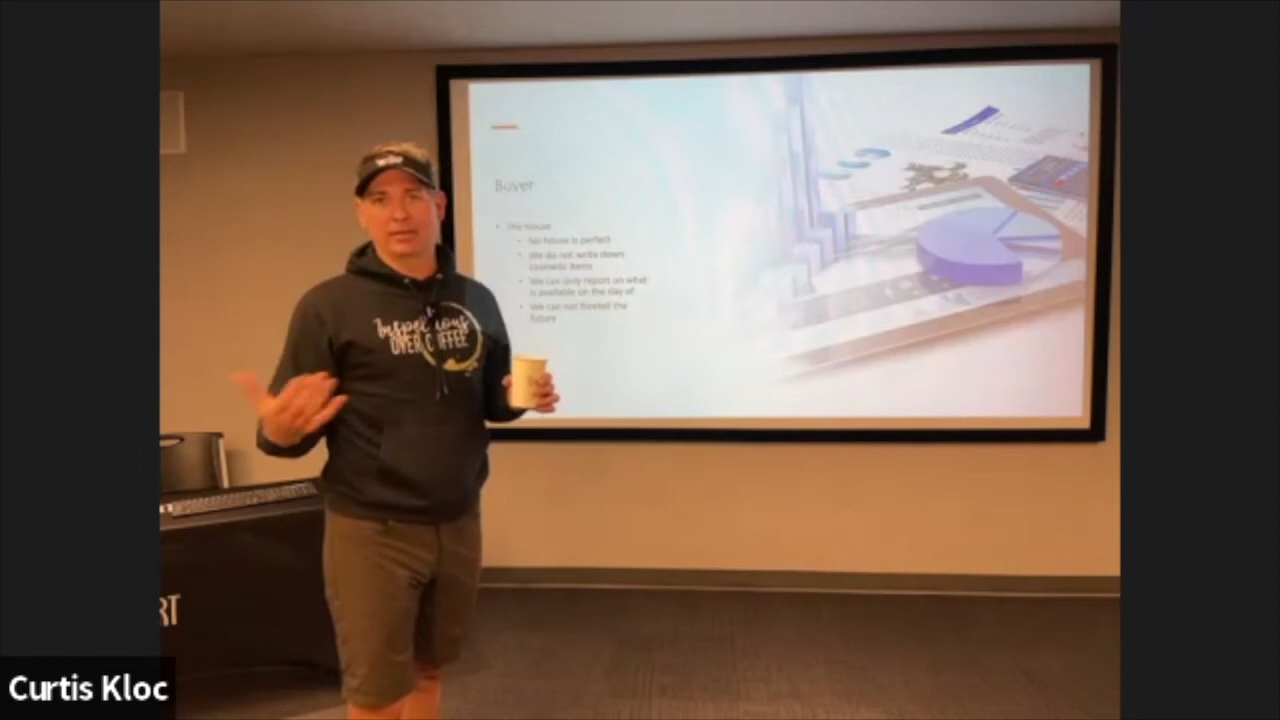 Buyer
• The house
• No house is perfect
• We do not write down
cosmetic items
• We can only report on what
is available on the day of
• We can not foretell the
future
Inspections
OVER COFFEE
RT
Curtis Kloc